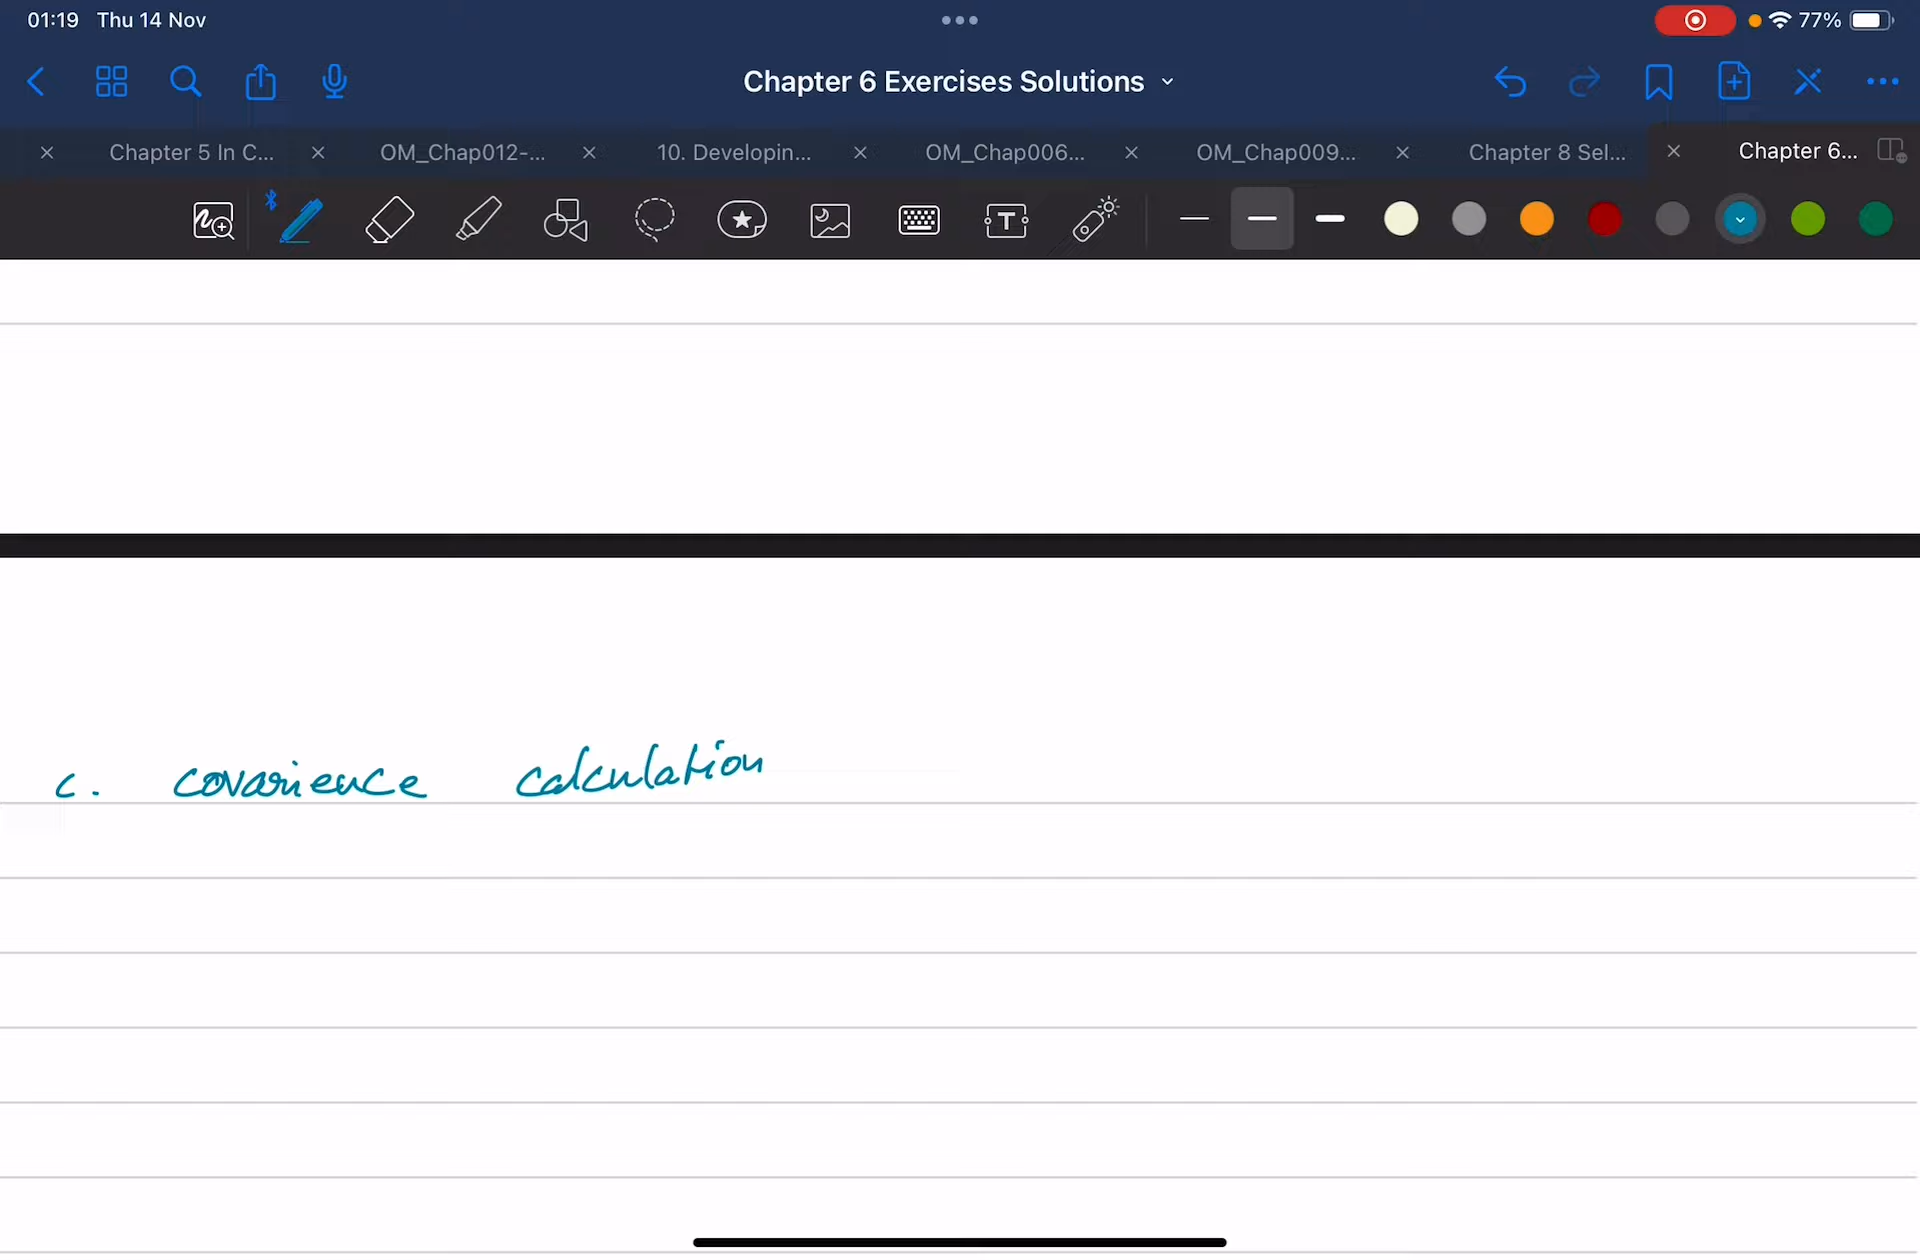 01:19 Thu 14 Nov
77%
Chapter 6 Exercises Solutions
Chapter 5 In C...
OM_Chap012-...
10. Developin...
OM_Chap006...
OM_Chap009...
Chapter 8 Sel...
Chapter 6...
c. covarience calculation